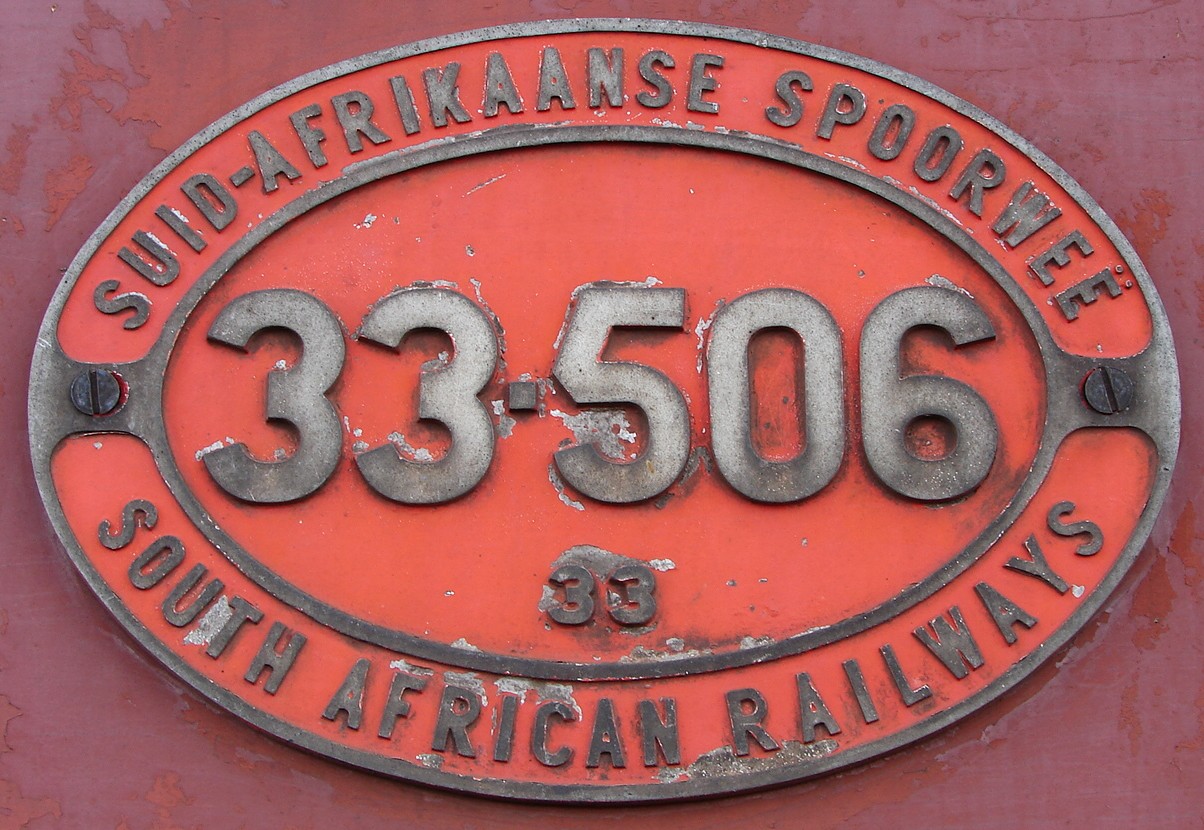 SUID-AFRIKAANSE SPOORWEË
33·506
33
SOUTH AFRICAN RAILWAYS